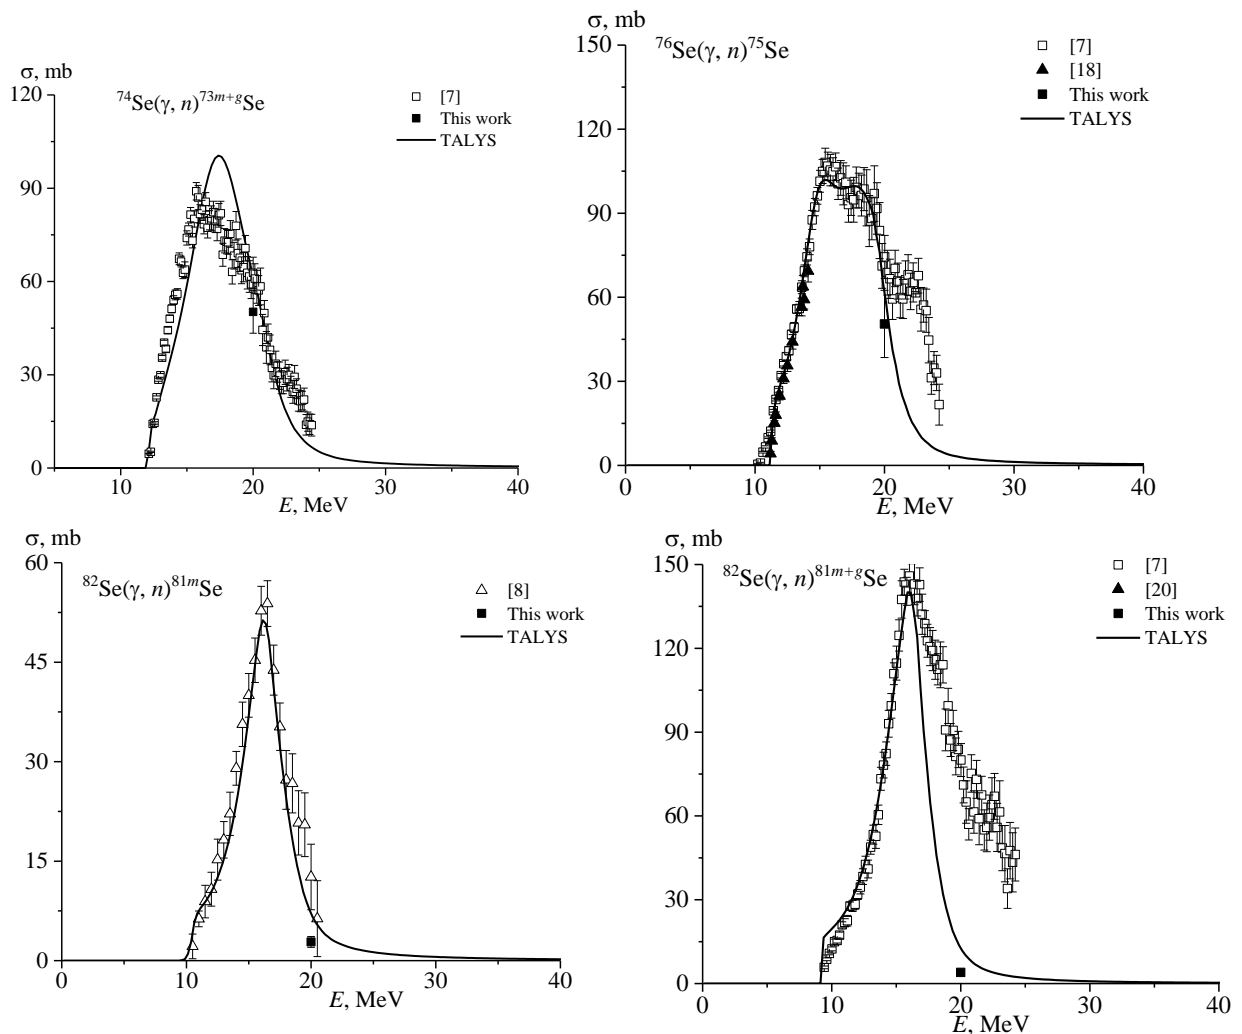 σ, mb
120
90
60
30
0
10
20
30
40
E, MeV
⁷⁴Se(γ, n)⁷³ᵐ⁺ᵍSe
[7]
This work
TALYS
σ, mb
150
120
90
60
30
0
0
10
20
30
40
E, MeV
⁷⁶Se(γ, n)⁷⁵Se
[7]
[18]
This work
TALYS
σ, mb
60
45
30
15
0
0
10
20
30
40
E, MeV
⁸²Se(γ, n)⁸¹ᵐSe
[8]
This work
TALYS
σ, mb
150
120
90
60
30
0
0
10
20
30
40
E, MeV
⁸²Se(γ, n)⁸¹ᵐ⁺ᵍSe
[7]
[20]
This work
TALYS